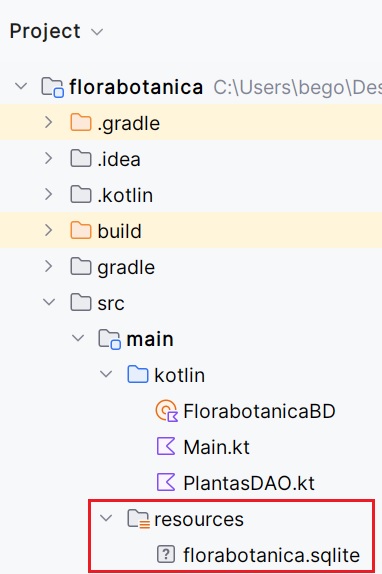 Project
florabotanica C:\Users\bego\Des
.gradle
.idea
.kotlin
build
gradle
src
main
kotlin
FlorabotanicaBD
Main.kt
PlantasDAO.kt
resources
florabotanica.sqlite